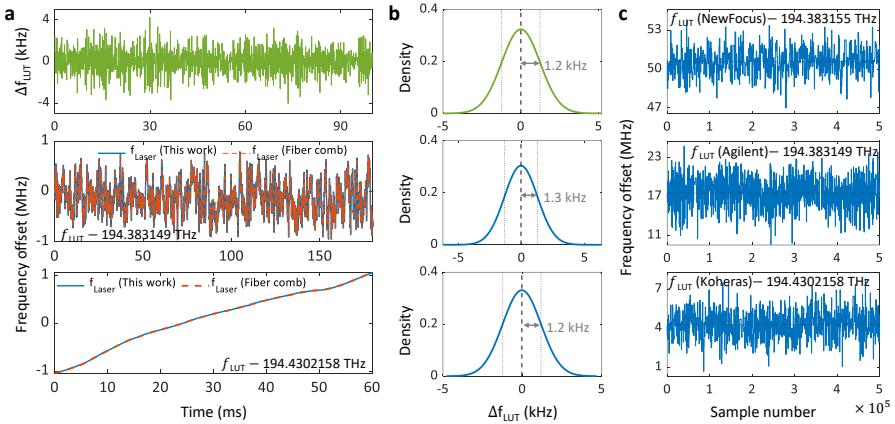 a
4
0
-4
Δf_LUT (kHz)
0 30 60 90
1
0
-1
f_Laser (This work) f_Laser (Fiber comb)
f_LUT − 194.383149 THz
0 50 100 150
Frequency offset (MHz)
1
0
-1
f_Laser (This work) f_Laser (Fiber comb)
f_LUT − 194.4302158 THz
0 10 20 30 40 50 60
Time (ms)
b
0.4
0.2
0
Density
1.2 kHz
-5 0 5
0.4
0.2
0
Density
1.3 kHz
-5 0 5
0.4
0.2
0
Density
1.2 kHz
-5 0 5
Δf_LUT (kHz)
c
f_LUT (NewFocus) − 194.383155 THz
53
50
47
0 1 2 3 4 5
f_LUT (Agilent) − 194.383149 THz
23
17
11
0 1 2 3 4 5
Frequency offset (MHz)
f_LUT (Koheras) − 194.4302158 THz
7
4
1
0 1 2 3 4 5
Sample number × 10^5